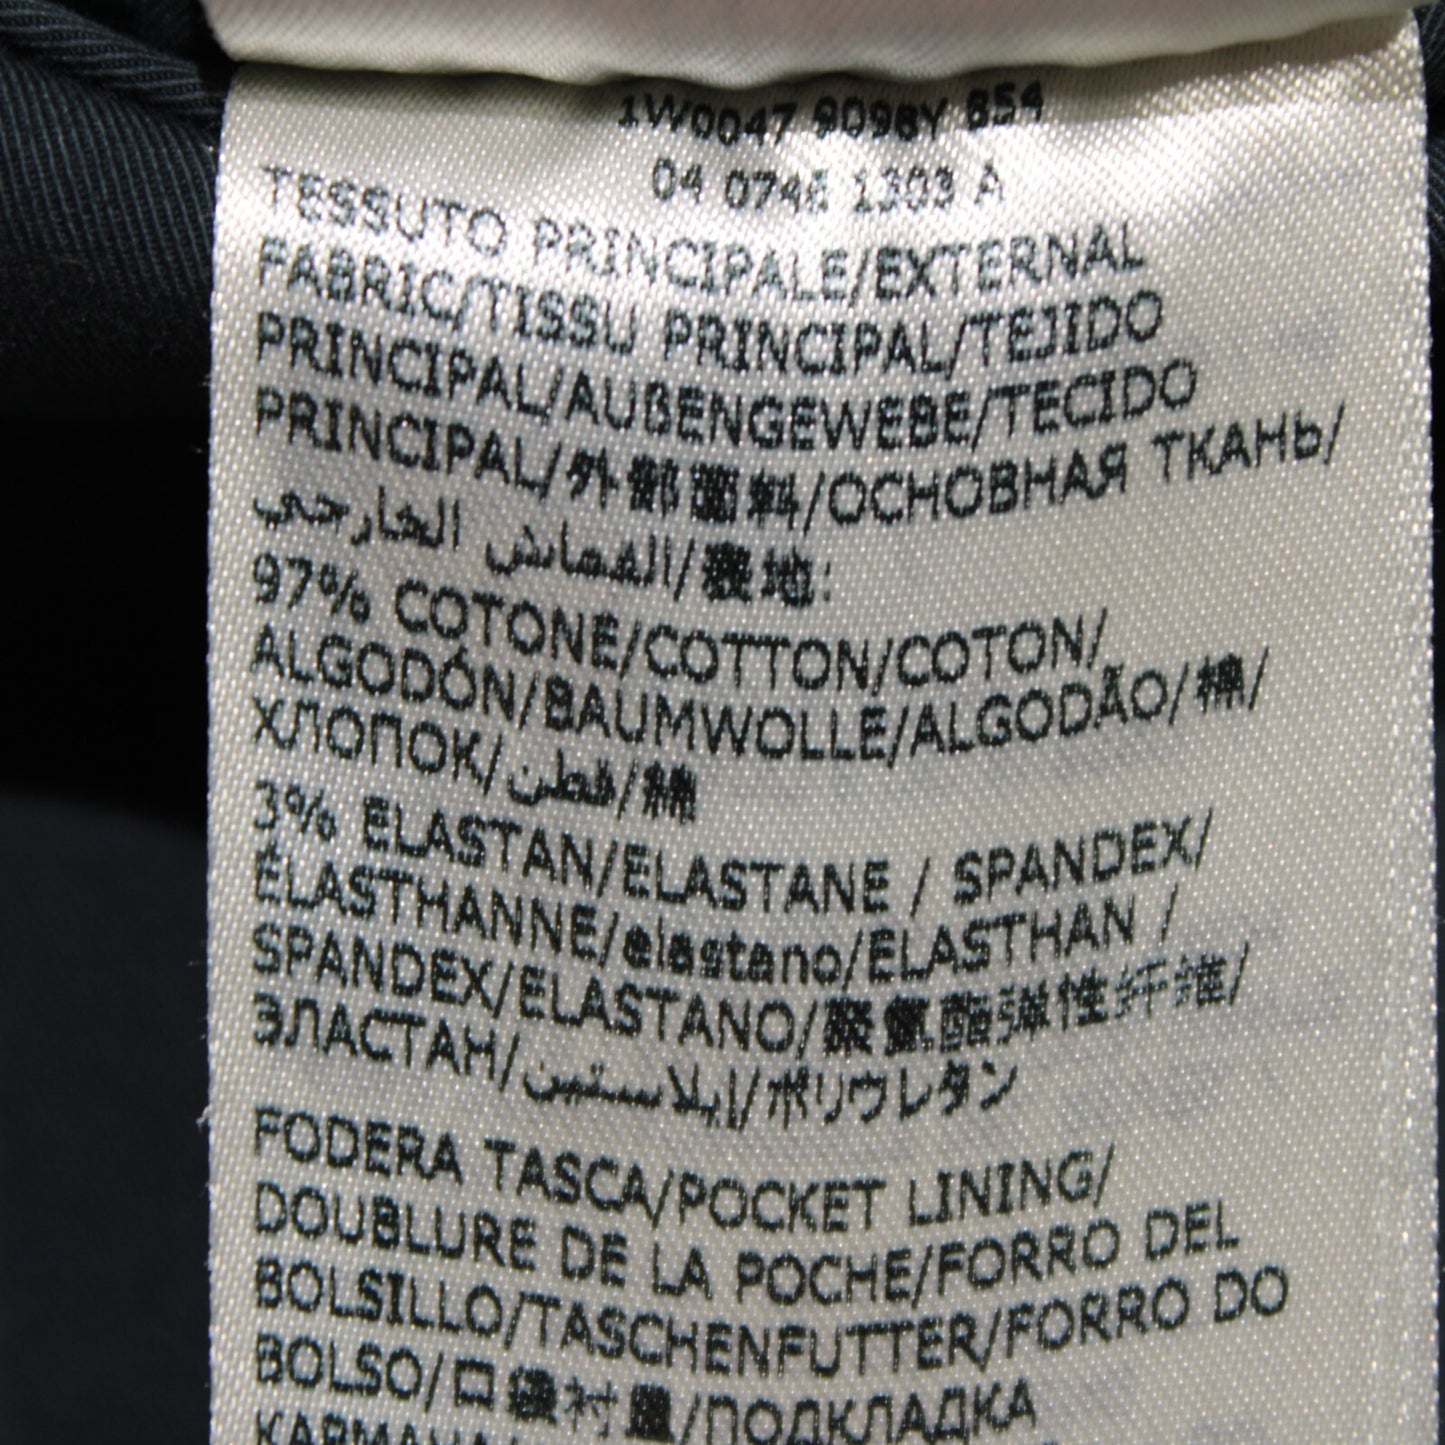 1W0047 9096Y 854
04 0746 1303 A
TESSUTO PRINCIPALE/EXTERNAL
FABRIC/TISSU PRINCIPAL/TEJIDO
PRINCIPAL/AUßENGEWEBE/TECIDO
PRINCIPAL/外部面料/ОСНОВНАЯ ТКАНЬ/
القماش الخارجي/表地:
97% COTONE/COTTON/COTON/
ALGODÓN/BAUMWOLLE/ALGODÃO/棉/
ХЛОПОК/قطن/綿
3% ELASTAN/ELASTANE / SPANDEX/
ÉLASTHANNE/elastano/ELASTHAN /
SPANDEX/ELASTANO/聚氨酯弹性纤维/
ЭЛАСТАН/إيلاستين/ポリウレタン
FODERA TASCA/POCKET LINING/
DOUBLURE DE LA POCHE/FORRO DEL
BOLSILLO/TASCHENFUTTER/FORRO DO
BOLSO/口袋衬里/ПОДКЛАДКА